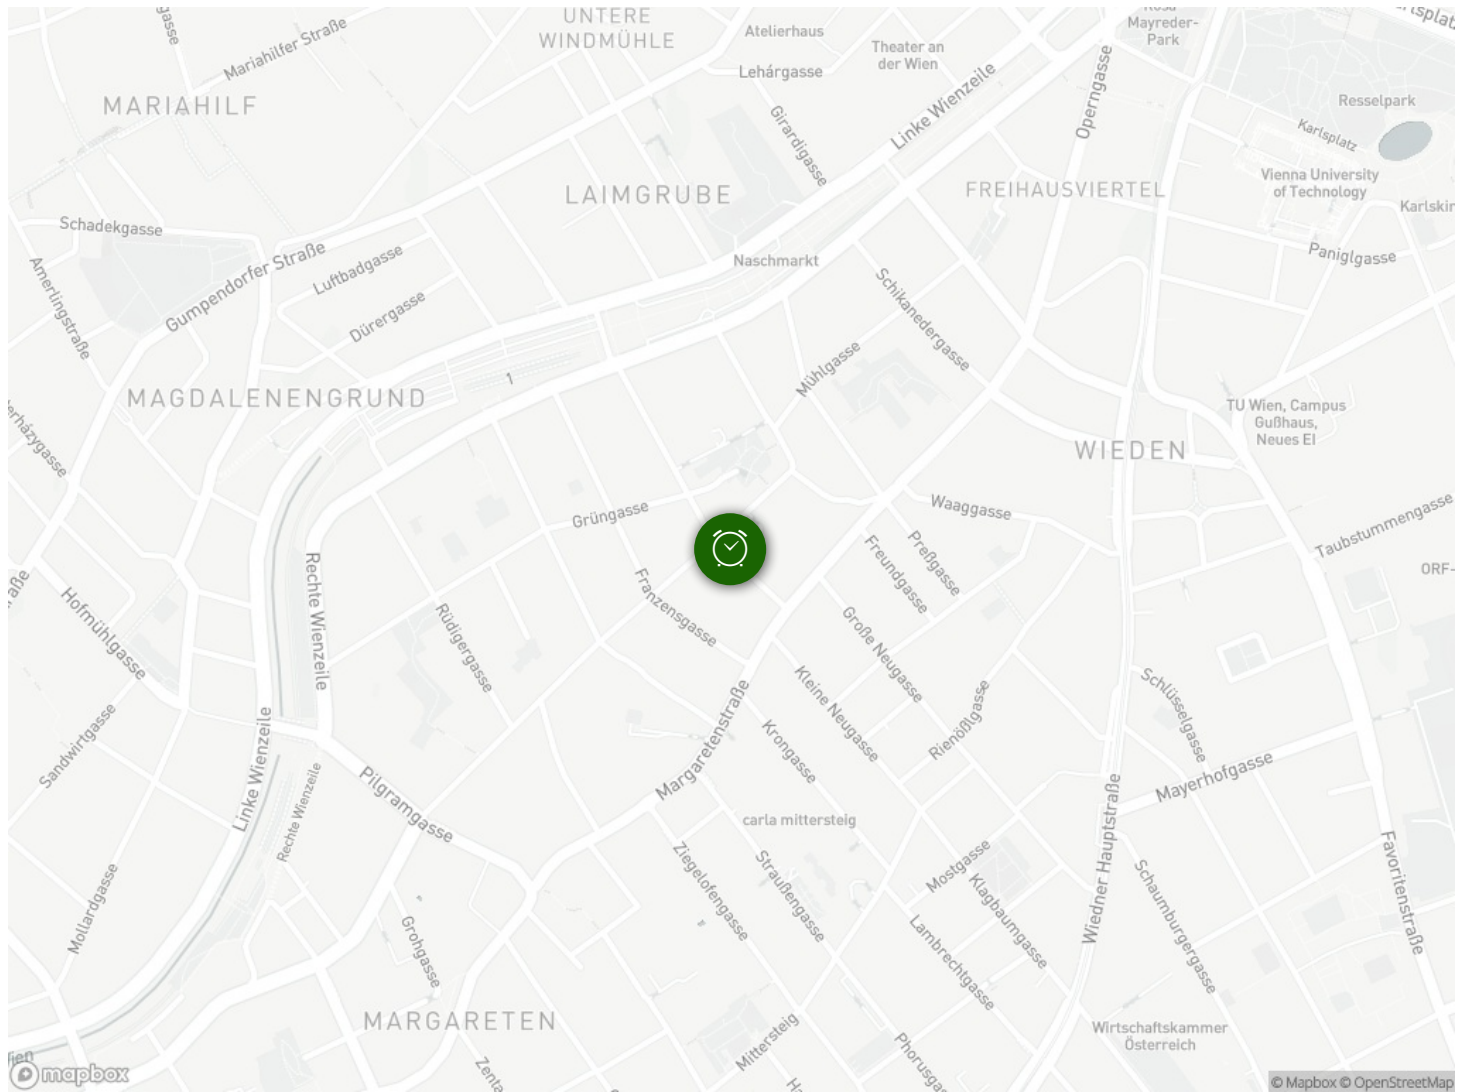 UNTERE
WINDMÜHLE
Atelierhaus
Mayreder-
Park
Mariahilfer Straße
Theater an
der Wien
Lehárgasse
MARIAHILF
Linke Wienzeile
Operngasse
Resselpark
Girardigasse
Karlsplatz
Vienna University
of Technology
LAIMGRUBE
FREIHAUSVIERTEL
Schadekgasse
Gumpendorfer Straße
Luftbadgasse
Naschmarkt
Paniglgasse
Amerlingstraße
Dürergasse
Schikanedergasse
Mühlgasse
MAGDALENENGRUND
1
TU Wien, Campus
Gußhaus,
Neues EI
WIEDEN
Grüngasse
Waaggasse
Taubstummengasse
Preßgasse
Freundgasse
ORF-
Rechte Wienzeile
Franzensgasse
Hofmühlgasse
Rüdigergasse
Große Neugasse
Kleine Neugasse
Rienößlgasse
Schlüsselgasse
Sandwirtgasse
Linke Wienzeile
Margaretenstraße
Krongasse
Mayerhofgasse
Rechte Wienzeile
Pilgramgasse
carla mittersteig
Wiedner Hauptstraße
Favoritenstraße
Mollardgasse
Ziegelofengasse
Straußengasse
Mostgasse
Klagbaumgasse
Schaumburgergasse
Grohgasse
Lambrechtgasse
MARGARETEN
Mittersteig
Wirtschaftskammer
Österreich
mapbox
© Mapbox © OpenStreetMap